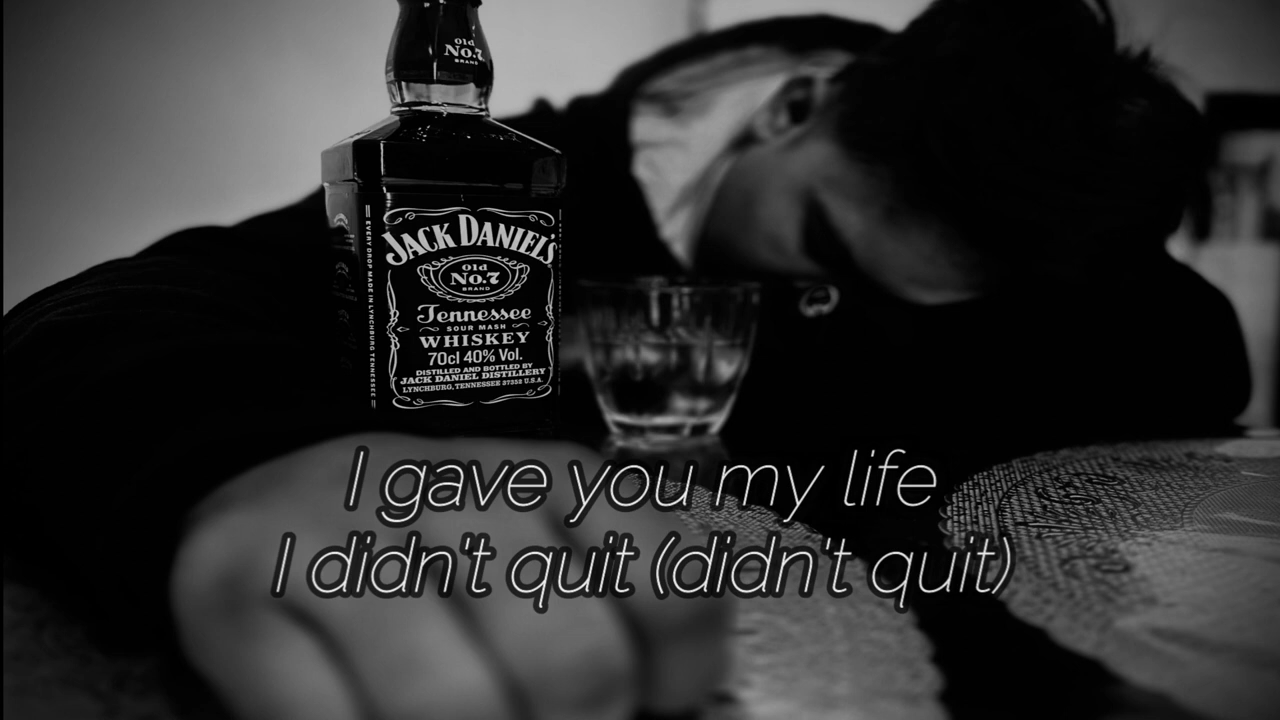 Old
No.7
BRAND
EVERY DROP MADE IN LYNCHBURG TENNESSEE
JACK DANIEL'S
Old
No.7
BRAND
Tennessee
SOUR MASH
WHISKEY
70cl 40% Vol.
DISTILLED AND BOTTLED BY
JACK DANIEL DISTILLERY
LYNCHBURG, TENNESSEE 37352 U.S.A.
I gave you my life
I didn't quit (didn't quit)